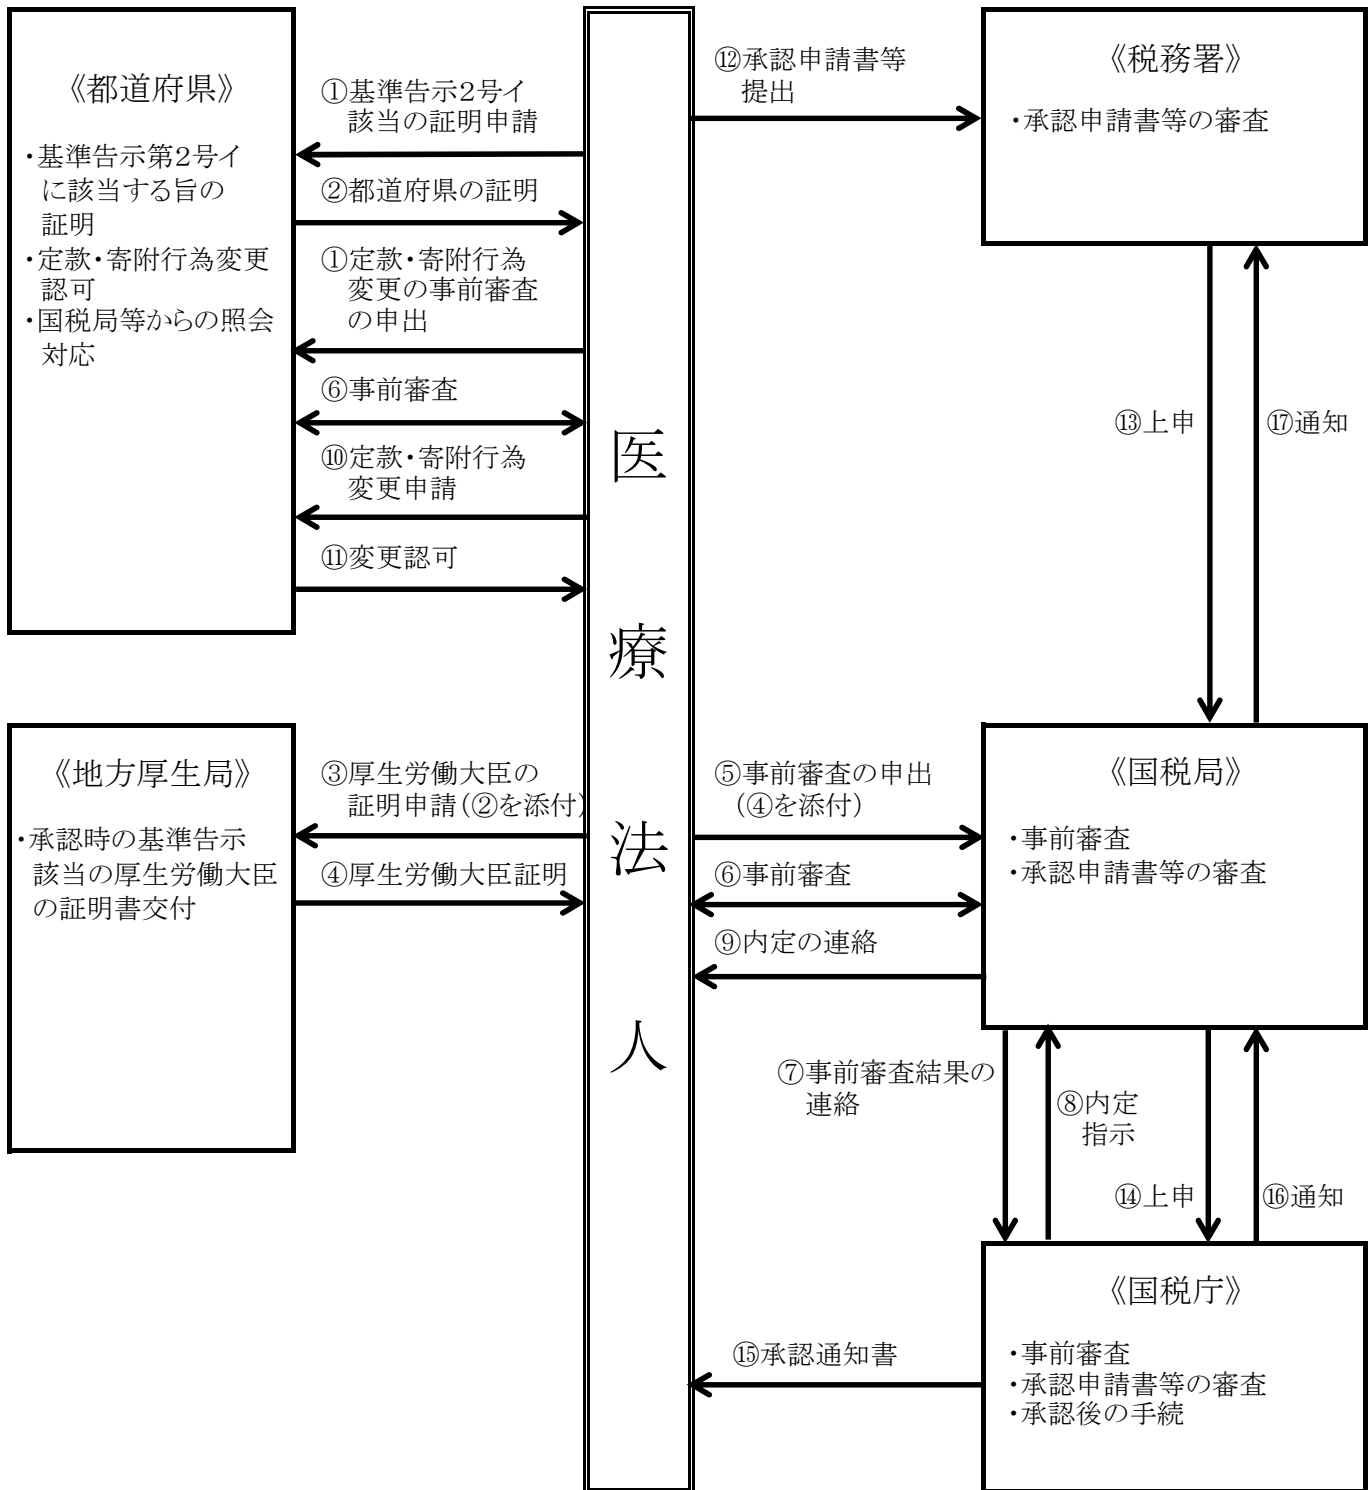 《都道府県》
・基準告示第2号イ
に該当する旨の
証明
・定款・寄附行為変更
認可
・国税局等からの照会
対応
①基準告示2号イ
該当の証明申請
②都道府県の証明
①定款・寄附行為
変更の事前審査
の申出
⑥事前審査
⑩定款・寄附行為
変更申請
⑪変更認可
《地方厚生局》
・承認時の基準告示
該当の厚生労働大臣
の証明書交付
③厚生労働大臣の
証明申請(②を添付)
④厚生労働大臣証明
医療法人
⑫承認申請書等
提出
《税務署》
・承認申請書等の審査
⑬上申
⑰通知
⑤事前審査の申出
(④を添付)
⑥事前審査
⑨内定の連絡
《国税局》
・事前審査
・承認申請書等の審査
⑦事前審査結果の
連絡
⑧内定
指示
⑭上申
⑯通知
⑮承認通知書
《国税庁》
・事前審査
・承認申請書等の審査
・承認後の手続